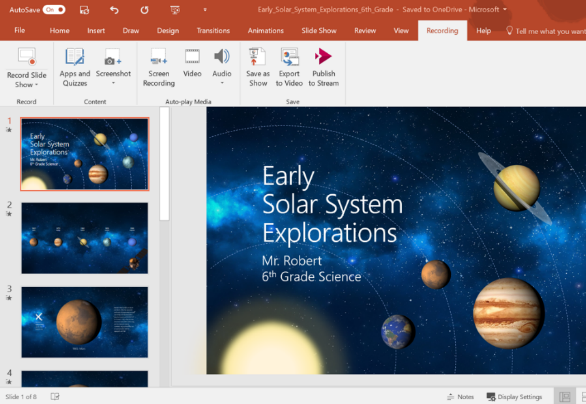 AutoSave On Early_Solar_System_Explorations_6th_Grade - Saved to OneDrive - Microsoft
File Home Insert Draw Design Transitions Animations Slide Show Review View Recording Help Tell me what you want
Record Slide Show
Apps and Quizzes
Screenshot
Screen Recording
Video
Audio
Save as Show
Export to Video
Publish to Stream
Record Content Auto-play Media Save
1
Early
Solar System
Explorations
Mr. Robert
6th Grade Science
2
3
4
Early
Solar System
Explorations
Mr. Robert
6th Grade Science
Slide 1 of 8 Notes Display Settings